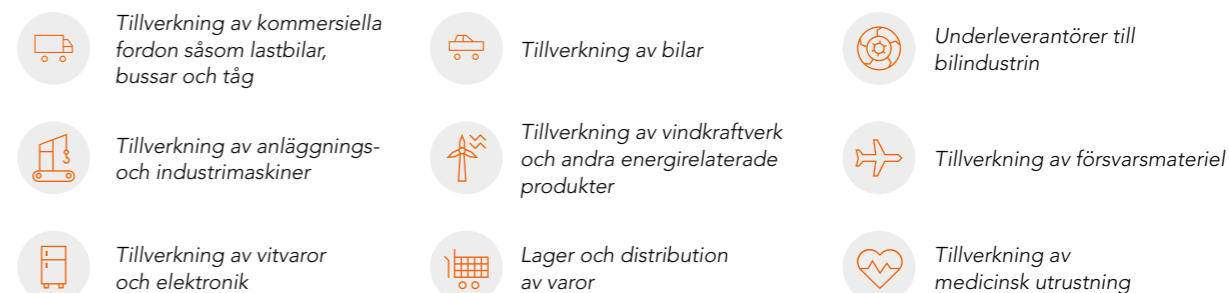 Tillverkning av kommersiella
fordon såsom lastbilar,
bussar och tåg
Tillverkning av bilar
Underleverantörer till
bilindustrin
Tillverkning av anläggnings-
och industrimaskiner
Tillverkning av vindkraftverk
och andra energirelaterade
produkter
Tillverkning av försvarsmateriel
Tillverkning av vitvaror
och elektronik
Lager och distribution
av varor
Tillverkning av
medicinsk utrustning